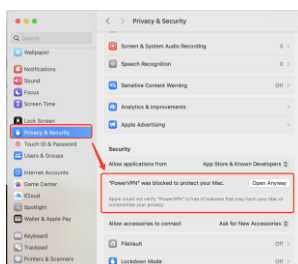 Privacy & Security
Search
Wallpaper
Notifications
Sound
Focus
Screen Time
Lock Screen
Privacy & Security
Touch ID & Password
Users & Groups
Internet Accounts
Game Center
iCloud
Spotlight
Wallet & Apple Pay
Keyboard
Trackpad
Printers & Scanners
Screen & System Audio Recording
Speech Recognition
Sensitive Content Warning Off
Analytics & Improvements
Apple Advertising
Security
Allow applications from App Store & Known Developers
"PowerVPN" was blocked to protect your Mac. Open Anyway
Apple could not verify "PowerVPN" is free of malware that may harm your Mac or
compromise your privacy.
Allow accessories to connect Ask for New Accessories
FileVault Off
Lockdown Mode Off